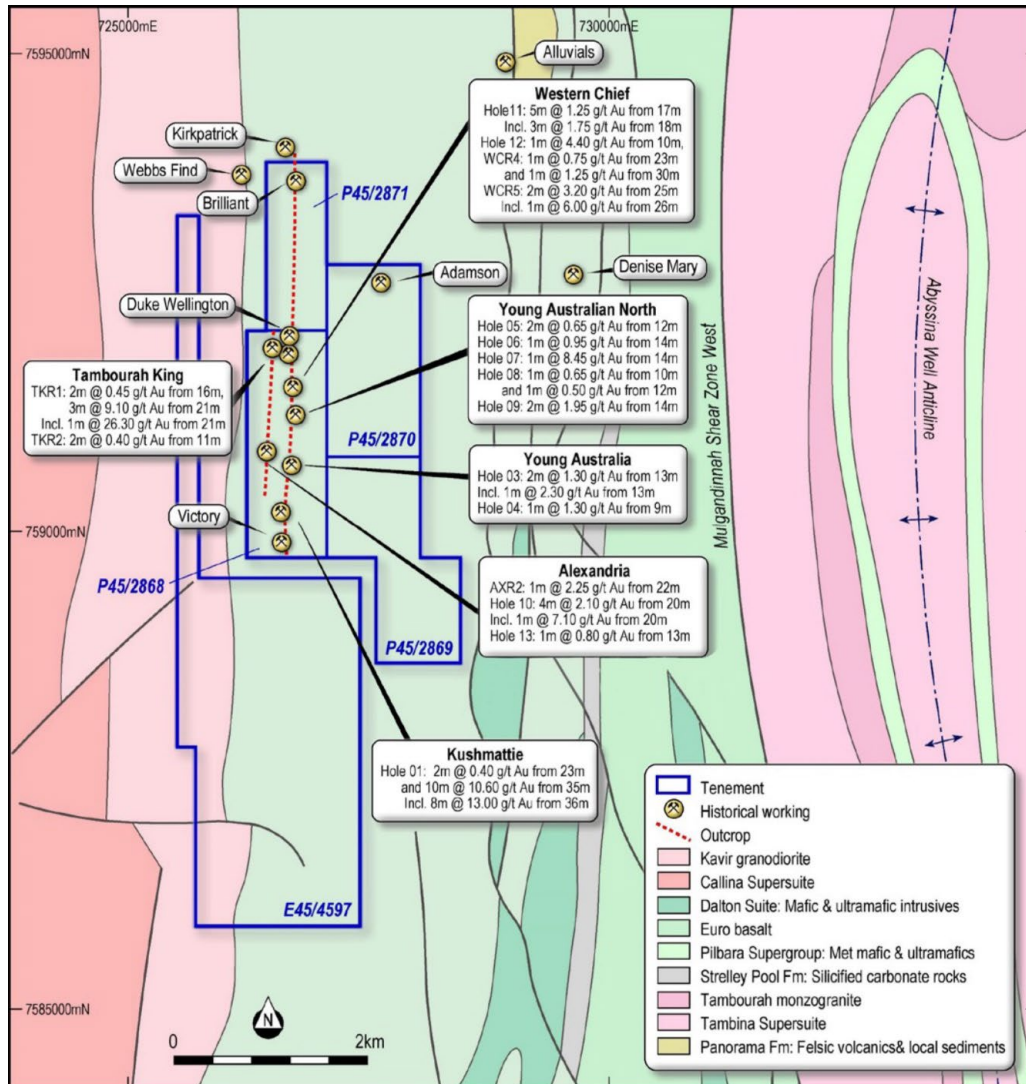 725000mE
730000mE
7595000mN
Alluvials
Western Chief
Hole11: 5m @ 1.25 g/t Au from 17m
Incl. 3m @ 1.75 g/t Au from 18m
Hole 12: 1m @ 4.40 g/t Au from 10m,
WCR4: 1m @ 0.75 g/t Au from 23m
and 1m @ 1.25 g/t Au from 30m
WCR5: 2m @ 3.20 g/t Au from 25m
incl. 1m @ 6.00 g/t Au from 26m
Kirkpatrick
Webbs Find
Brilliant
P45/2871
Adamson
Denise Mary
Duke Wellington
Young Australian North
Hole 05: 2m @ 0.65 g/t Au from 12m
Hole 06: 1m @ 0.95 g/t Au from 14m
Hole 07: 1m @ 8.45 g/t Au from 14m
Hole 08: 1m @ 0.65 g/t Au from 10m
and 1m @ 0.50 g/t Au from 12m
Hole 09: 2m @ 1.95 g/t Au from 14m
Mulgandinnah Shear Zone West
Abyssina Well Anticline
Tambourah King
TKR1: 2m @ 0.45 g/t Au from 16m,
3m @ 9.10 g/t Au from 21m
Incl. 1m @ 26.30 g/t Au from 21m
TKR2: 2m @ 0.40 g/t Au from 11m
P45/2870
Young Australia
Hole 03: 2m @ 1.30 g/t Au from 13m
Incl. 1m @ 2.30 g/t Au from 13m
Hole 04: 1m @ 1.30 g/t Au from 9m
Victory
759000mN
P45/2868
Alexandria
AXR2: 1m @ 2.25 g/t Au from 22m
Hole 10: 4m @ 2.10 g/t Au from 20m
Incl. 1m @ 7.10 g/t Au from 20m
Hole 13: 1m @ 0.80 g/t Au from 13m
P45/2869
Kushmattie
Hole 01: 2m @ 0.40 g/t Au from 23m
and 10m @ 10.60 g/t Au from 35m
Incl. 8m @ 13.00 g/t Au from 36m
E45/4597
7585000mN
N
0 2km
Tenement
Historical working
Outcrop
Kavir granodiorite
Callina Supersuite
Dalton Suite: Mafic & ultramafic intrusives
Euro basalt
Pilbara Supergroup: Met mafic & ultramafics
Strelley Pool Fm: Silicified carbonate rocks
Tambourah monzogranite
Tambina Supersuite
Panorama Fm: Felsic volcanics& local sediments